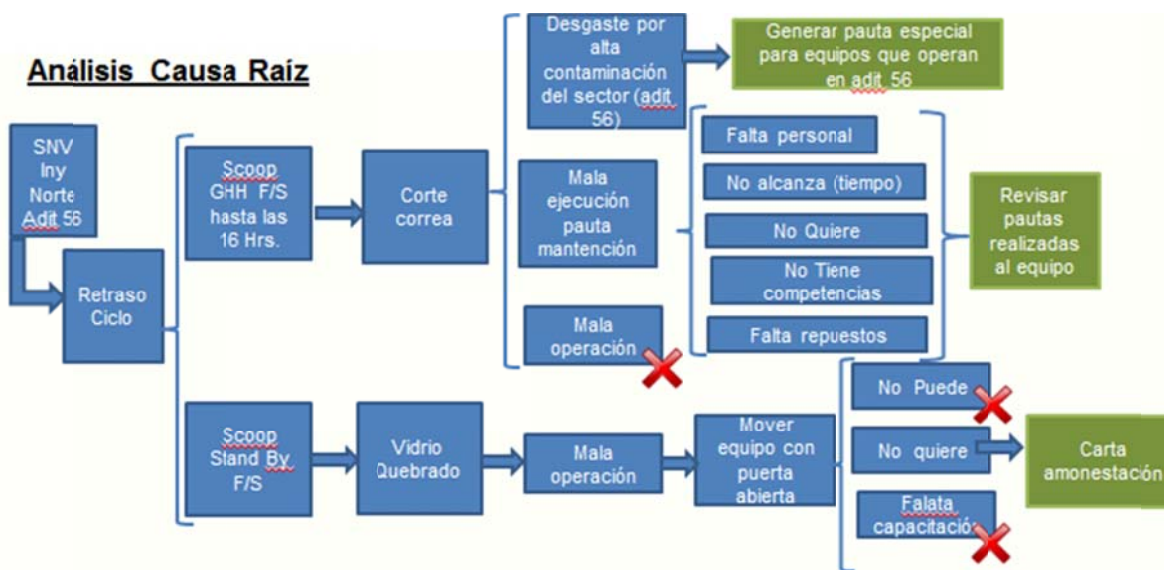 Análisis Causa Raíz
SNV
Iny
Norte
Adit 56
Retraso
Ciclo
Scoop
GHH F/S
hasta las
16 Hrs.
Corte
correa
Desgaste por
alta
contaminación
del sector (adit.
56)
Generar pauta especial
para equipos que operan
en adit. 56
Mala
ejecución
pauta
mantención
Falta personal
No alcanza (tiempo)
No Quiere
No Tiene
competencias
Falta repuestos
Revisar
pautas
realizadas
al equipo
Mala
operación
Scoop
Stand By
F/S
Vidrio
Quebrado
Mala
operación
Mover
equipo con
puerta
abierta
No Puede
No quiere
Falata
capacitación
Carta
amonestación